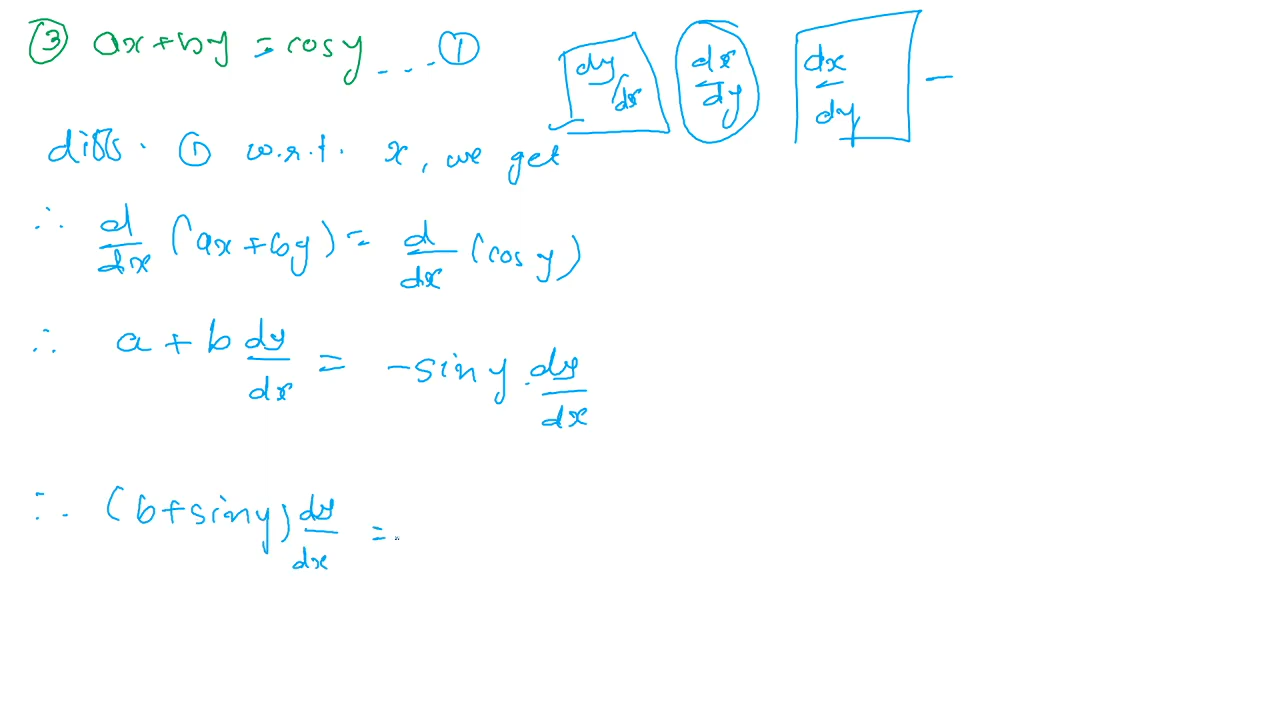 ③ ax + by = cos y ... ①
dy/dx dx/dy dx/dy –
diff. ① w.r.t. x, we get
∴ d/dx (ax + by) = d/dx (cos y)
∴ a + b dy/dx = -sin y . dy/dx
∴ (b + sin y) dy/dx =